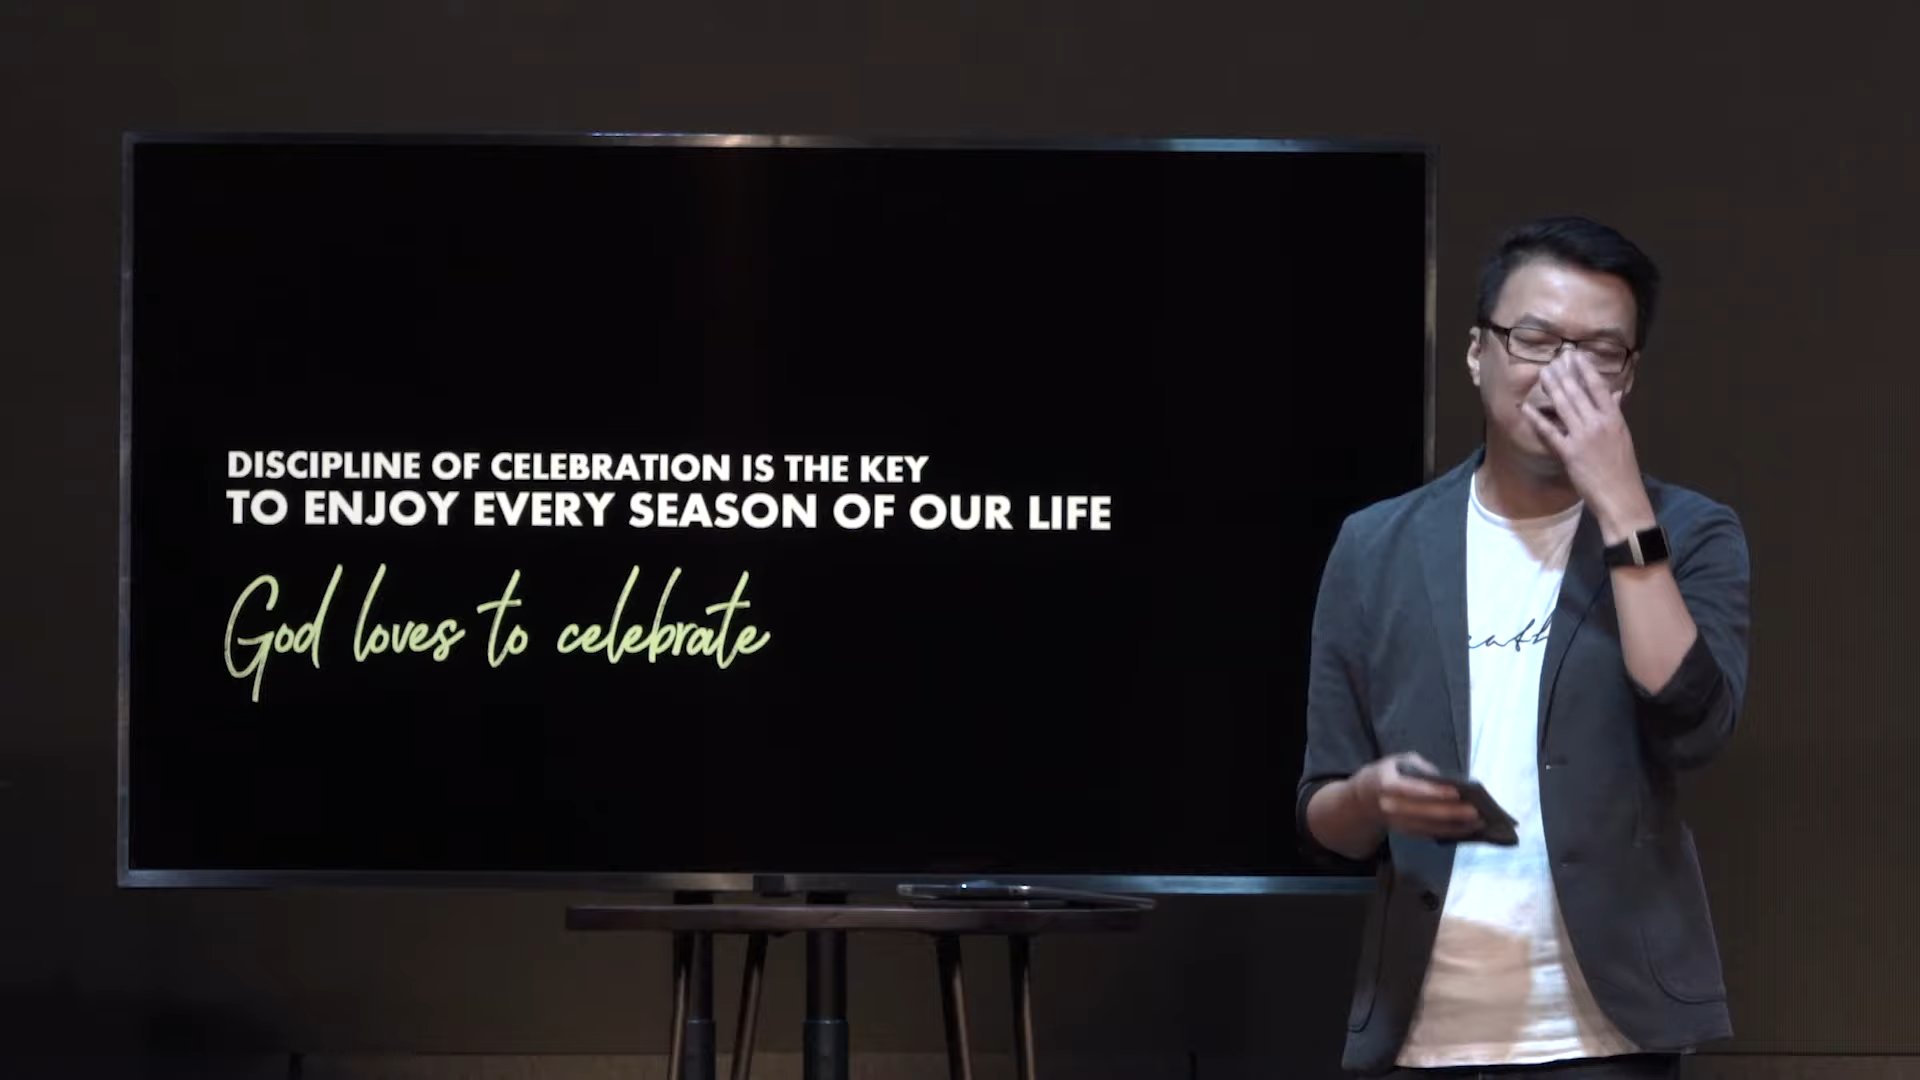 DISCIPLINE OF CELEBRATION IS THE KEY
TO ENJOY EVERY SEASON OF OUR LIFE
God loves to celebrate